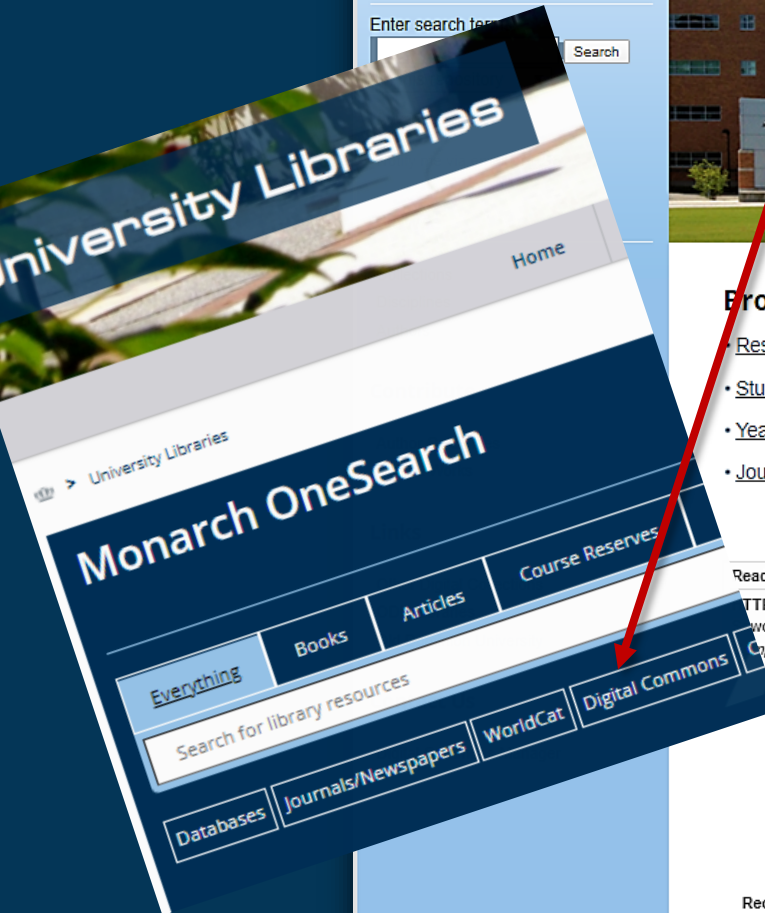 Enter search
Search
University Libraries
Home
> University Libraries
Monarch OneSearch
Everything
Books
Articles
Course Reserves
Search for library resources
Databases
Journals/Newspapers
WorldCat
Digital Commons